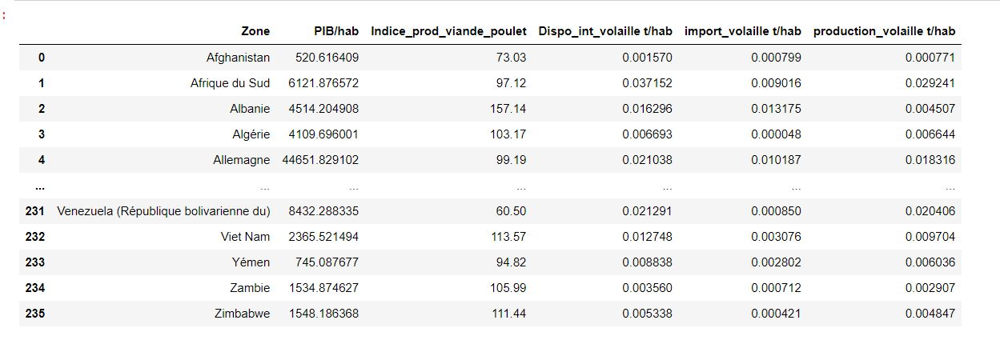 :
Zone PIB/hab Indice_prod_viande_poulet Dispo_int_volaille t/hab import_volaille t/hab production_volaille t/hab
0 Afghanistan 520.616409 73.03 0.001570 0.000799 0.000771
1 Afrique du Sud 6121.876572 97.12 0.037152 0.009016 0.029241
2 Albanie 4514.204908 157.14 0.016296 0.013175 0.004507
3 Algérie 4109.696001 103.17 0.006693 0.000048 0.006644
4 Allemagne 44651.829102 99.19 0.021038 0.010187 0.018316
... ... ... ... ... ... ...
231 Venezuela (République bolivarienne du) 8432.288335 60.50 0.021291 0.000850 0.020406
232 Viet Nam 2365.521494 113.57 0.012748 0.003076 0.009704
233 Yémen 745.087677 94.82 0.008838 0.002802 0.006036
234 Zambie 1534.874627 105.99 0.003560 0.000712 0.002907
235 Zimbabwe 1548.186368 111.44 0.005338 0.000421 0.004847